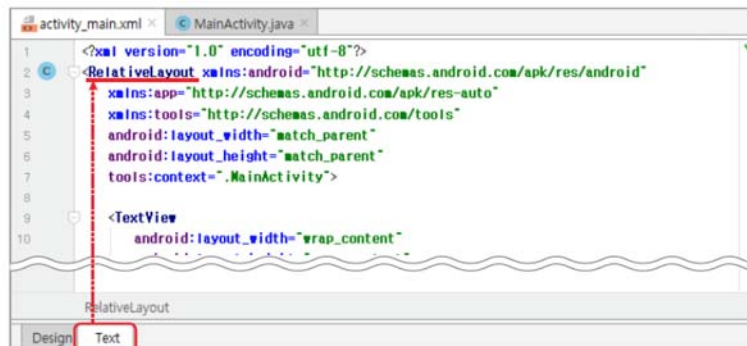 activity_main.xml × MainActivity.java ×
1 <?xml version="1.0" encoding="utf-8"?>
2 C <RelativeLayout xmlns:android="http://schemas.android.com/apk/res/android"
3 xmlns:app="http://schemas.android.com/apk/res-auto"
4 xmlns:tools="http://schemas.android.com/tools"
5 android:layout_width="match_parent"
6 android:layout_height="match_parent"
7 tools:context=".MainActivity">
8
9 <TextView
10 android:layout_width="wrap_content"
RelativeLayout
Design Text